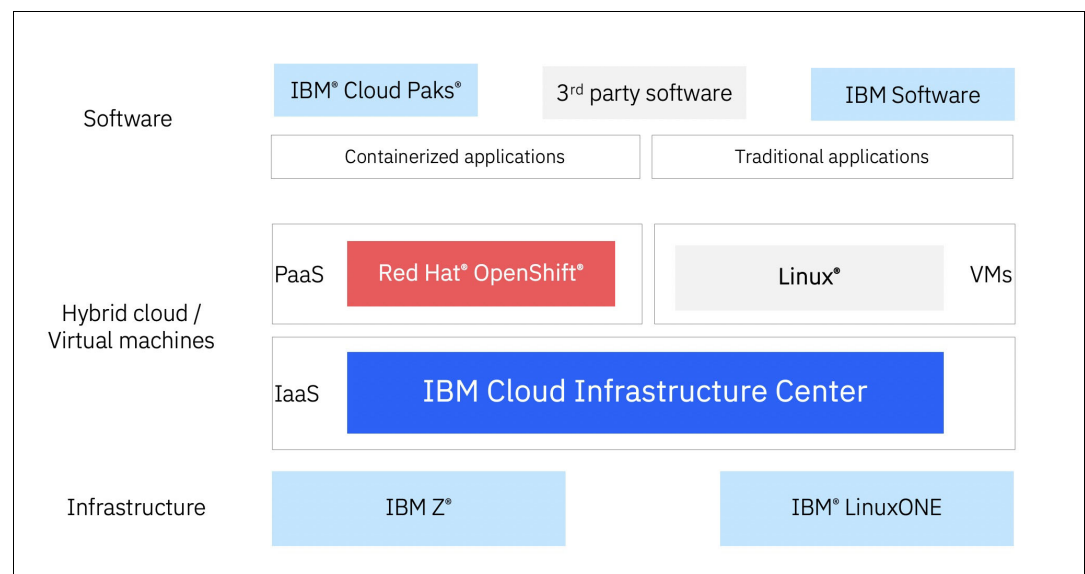 IBM® Cloud Paks®
3rd party software
IBM Software
Software
Containerized applications
Traditional applications
PaaS
Red Hat® OpenShift®
Linux®
VMs
Hybrid cloud /
Virtual machines
IaaS
IBM Cloud Infrastructure Center
Infrastructure
IBM Z®
IBM® LinuxONE